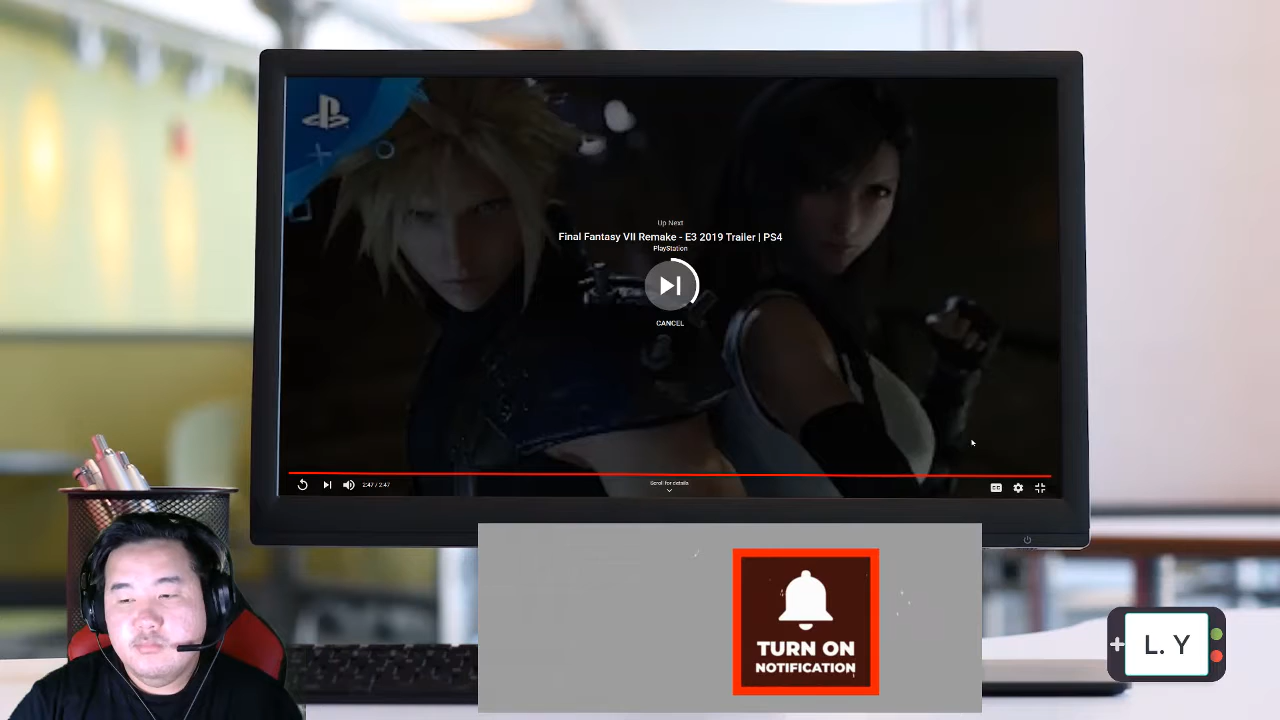 Up Next
Final Fantasy VII Remake - E3 2019 Trailer | PS4
PlayStation
CANCEL
2:47 / 2:47
Scroll for details
CC
TURN ON
NOTIFICATION
L. Y